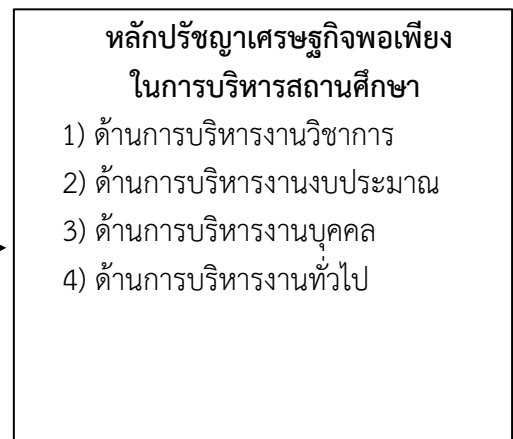 หลักปรัชญาเศรษฐกิจพอเพียง
ในการบริหารสถานศึกษา
1) ด้านการบริหารงานวิชาการ
2) ด้านการบริหารงานงบประมาณ
3) ด้านการบริหารงานบุคคล
4) ด้านการบริหารงานทั่วไป